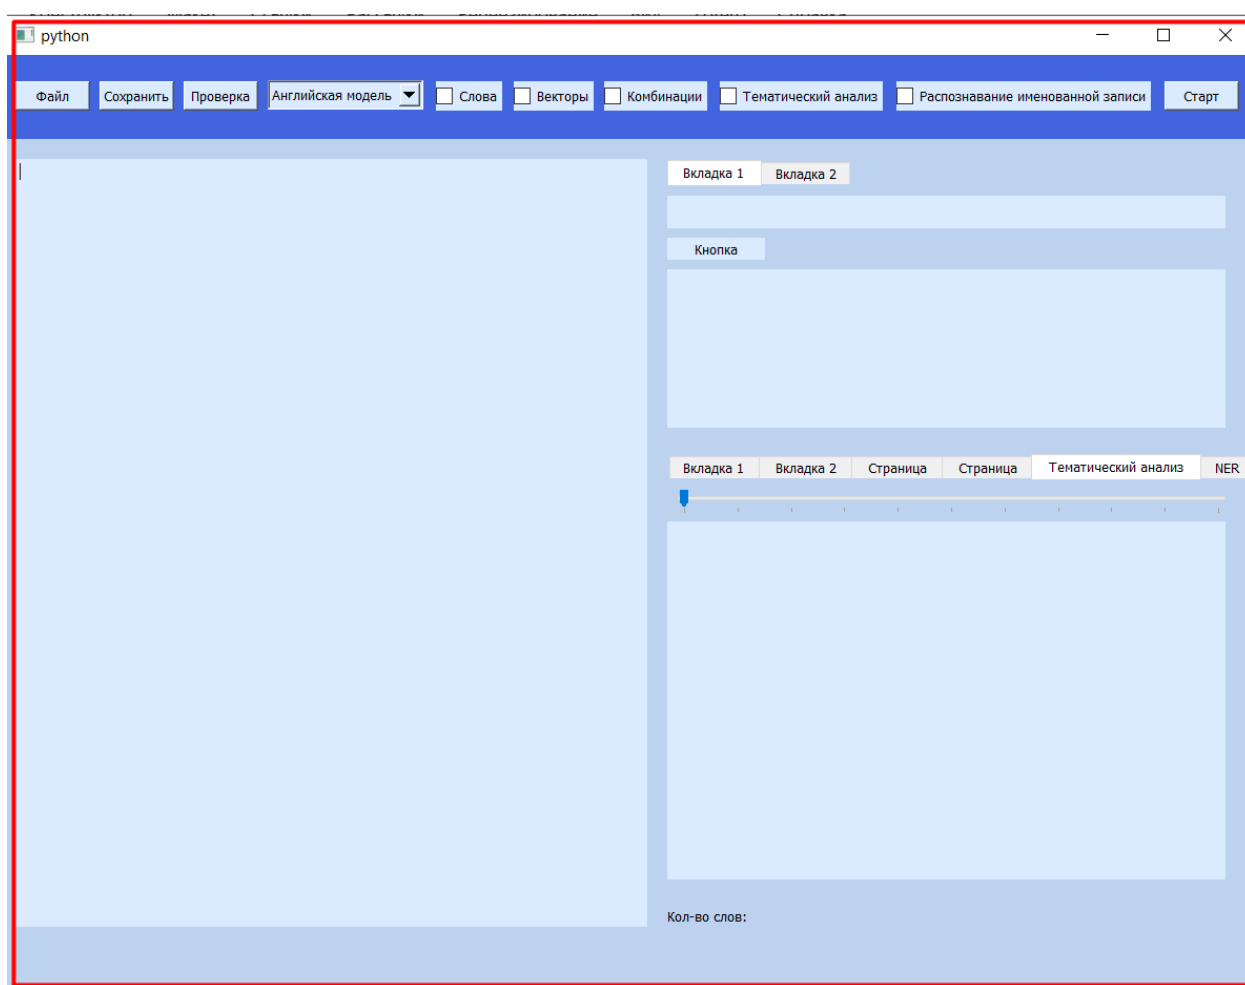 python
Файл Сохранить Проверка Английская модель Слова Векторы Комбинации Тематический анализ Распознавание именованной записи Старт
Вкладка 1 Вкладка 2
Кнопка
Вкладка 1 Вкладка 2 Страница Страница Тематический анализ NER
Кол-во слов: